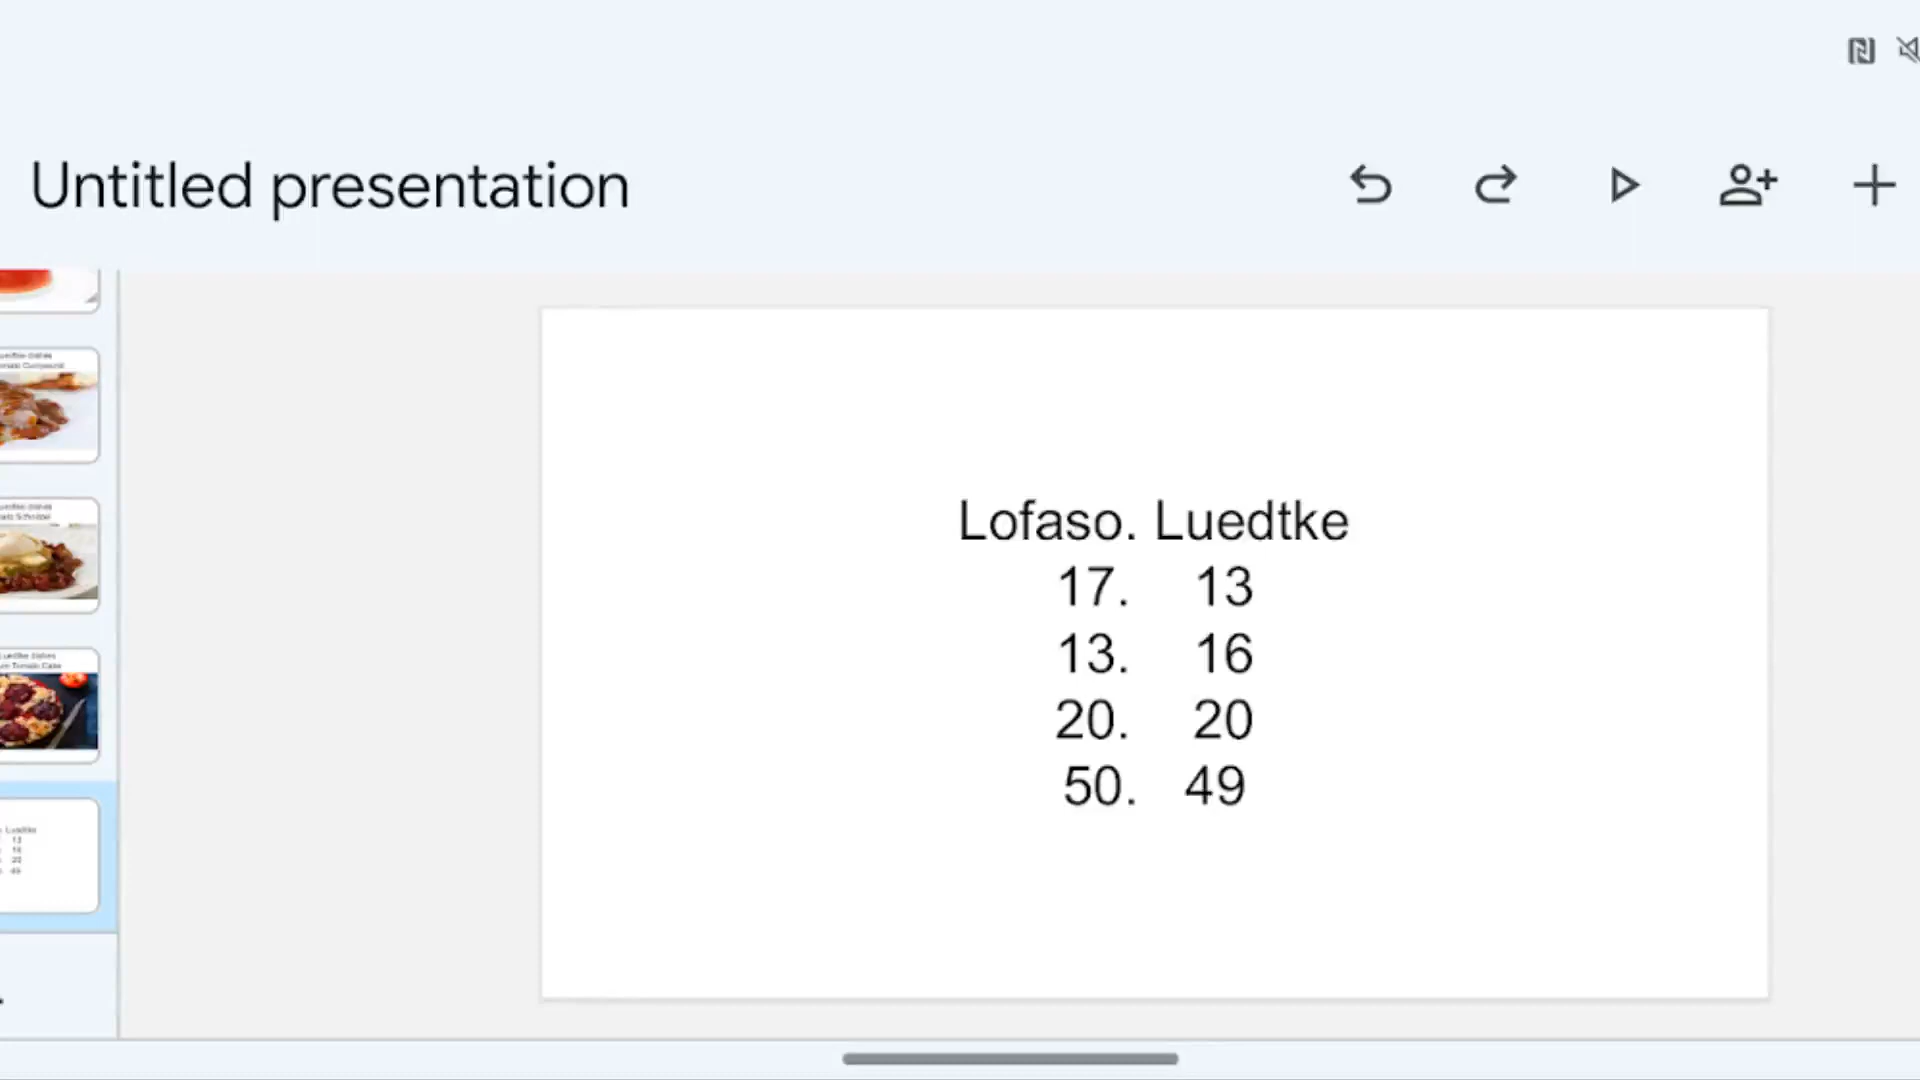 Untitled presentation
Lofaso. Luedtke
17. 13
13. 16
20. 20
50. 49